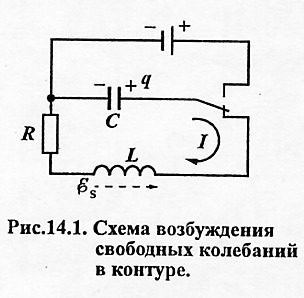 − +
− + q
C
R
L
I
ℰs
Рис.14.1. Схема возбуждения
свободных колебаний
в контуре.